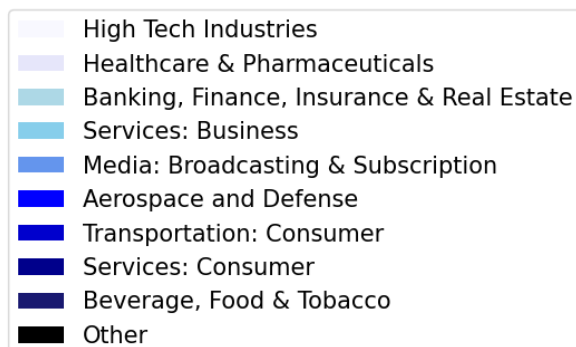 High Tech Industries
Healthcare & Pharmaceuticals
Banking, Finance, Insurance & Real Estate
Services: Business
Media: Broadcasting & Subscription
Aerospace and Defense
Transportation: Consumer
Services: Consumer
Beverage, Food & Tobacco
Other